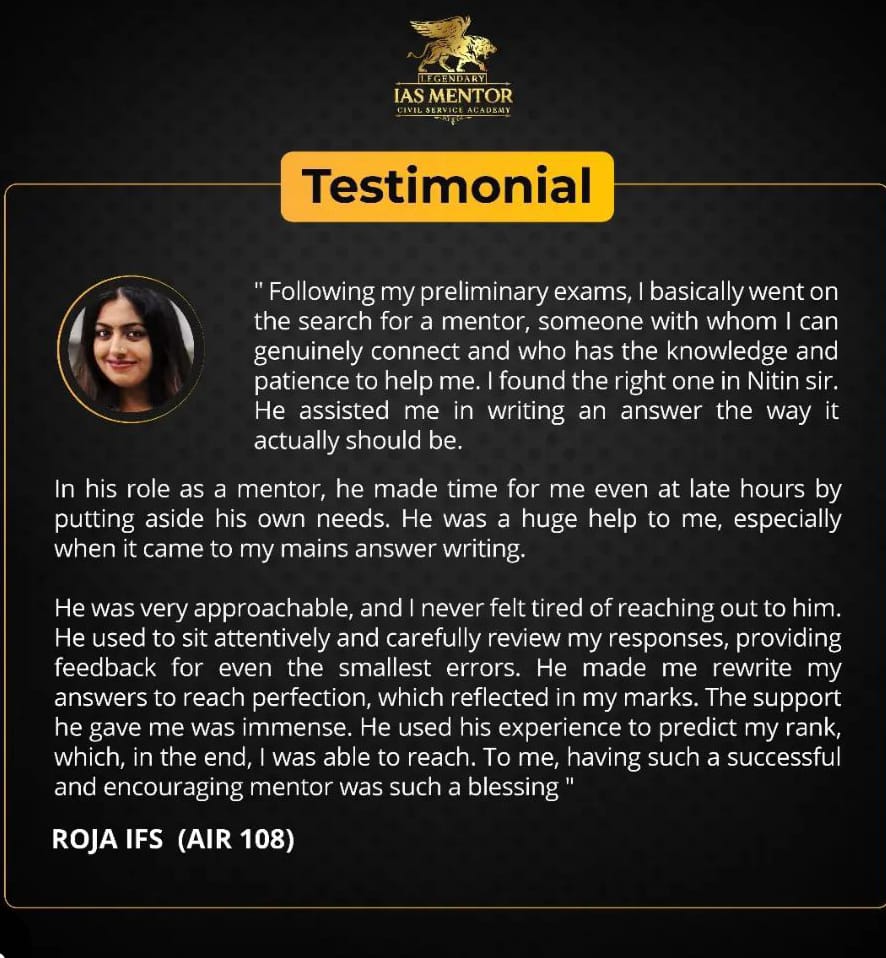 LEGENDARY
IAS MENTOR
CIVIL SERVICE ACADEMY
Testimonial
" Following my preliminary exams, I basically went on
the search for a mentor, someone with whom I can
genuinely connect and who has the knowledge and
patience to help me. I found the right one in Nitin sir.
He assisted me in writing an answer the way it
actually should be.
In his role as a mentor, he made time for me even at late hours by
putting aside his own needs. He was a huge help to me, especially
when it came to my mains answer writing.
He was very approachable, and I never felt tired of reaching out to him.
He used to sit attentively and carefully review my responses, providing
feedback for even the smallest errors. He made me rewrite my
answers to reach perfection, which reflected in my marks. The support
he gave me was immense. He used his experience to predict my rank,
which, in the end, I was able to reach. To me, having such a successful
and encouraging mentor was such a blessing "
ROJA IFS (AIR 108)